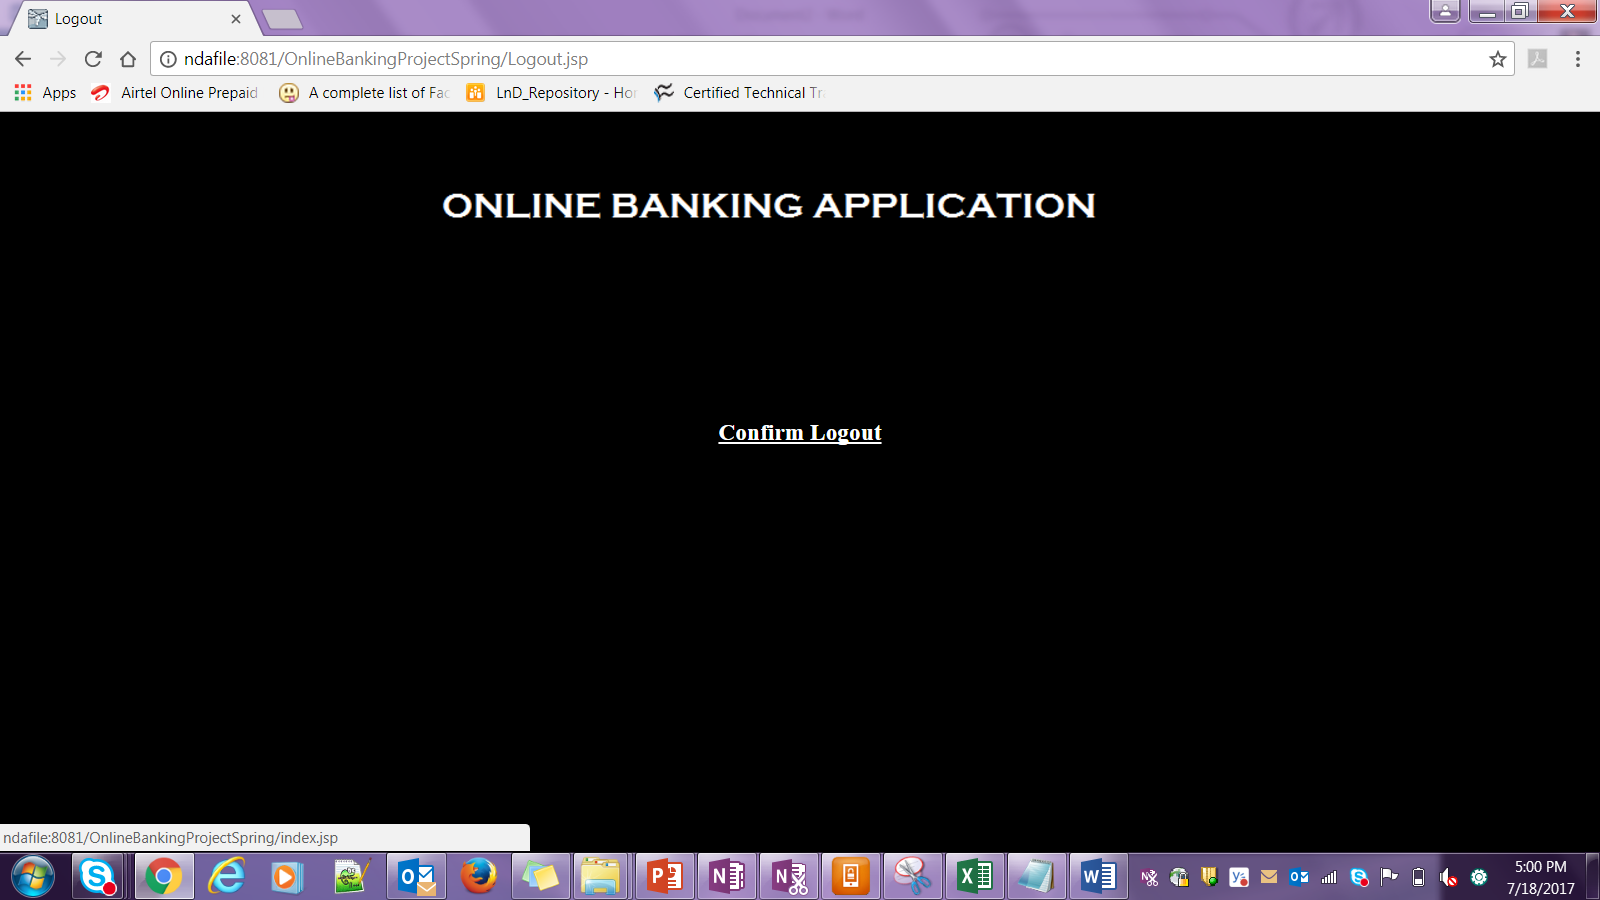 Logout
ndafile:8081/OnlineBankingProjectSpring/Logout.jsp
Apps Airtel Online Prepaid A complete list of Fac LnD_Repository - Hor Certified Technical Tr
ONLINE BANKING APPLICATION
Confirm Logout
ndafile:8081/OnlineBankingProjectSpring/index.jsp
5:00 PM
7/18/2017